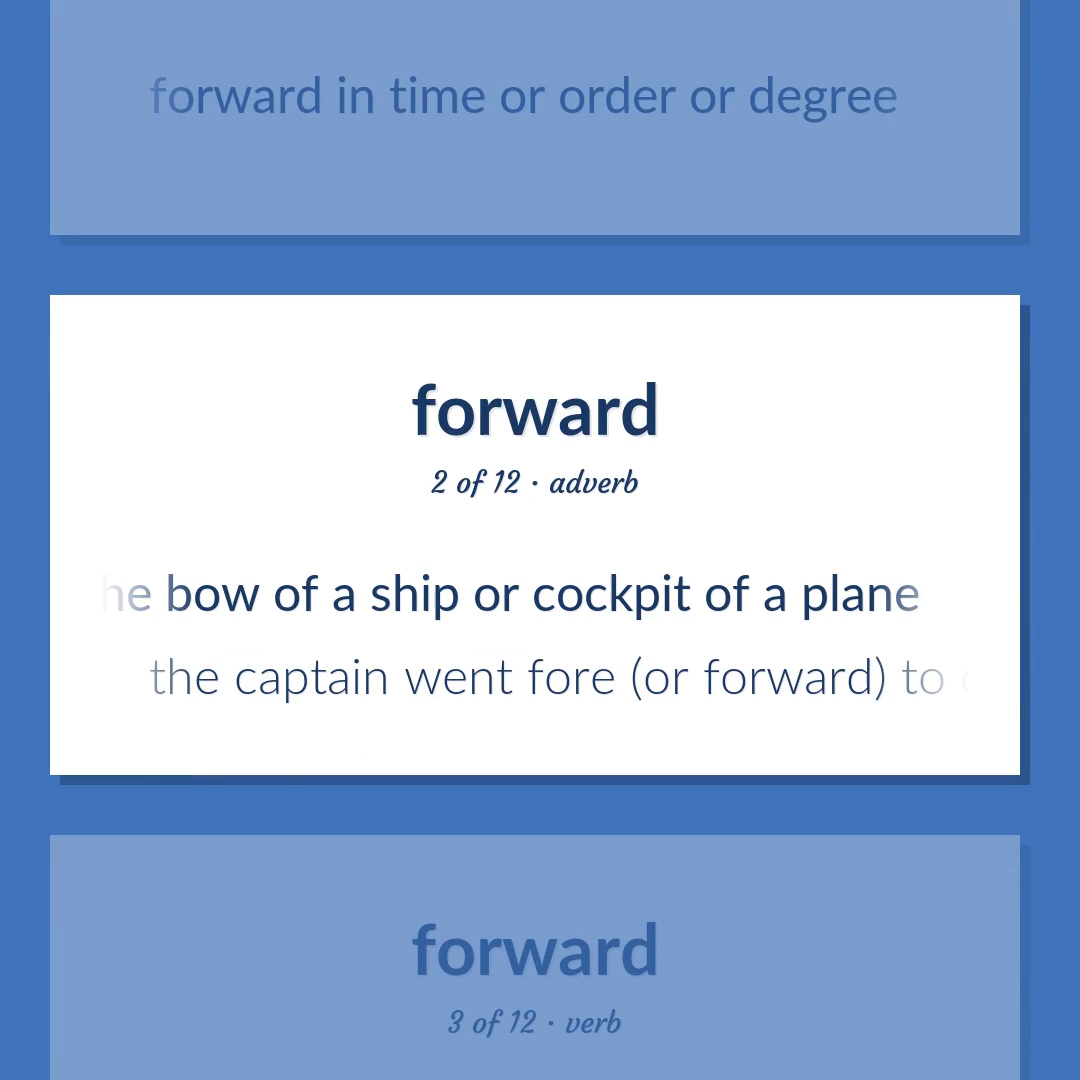 forward in time or order or degree
forward
2 of 12 · adverb
he bow of a ship or cockpit of a plane
the captain went fore (or forward) to
forward
3 of 12 · verb